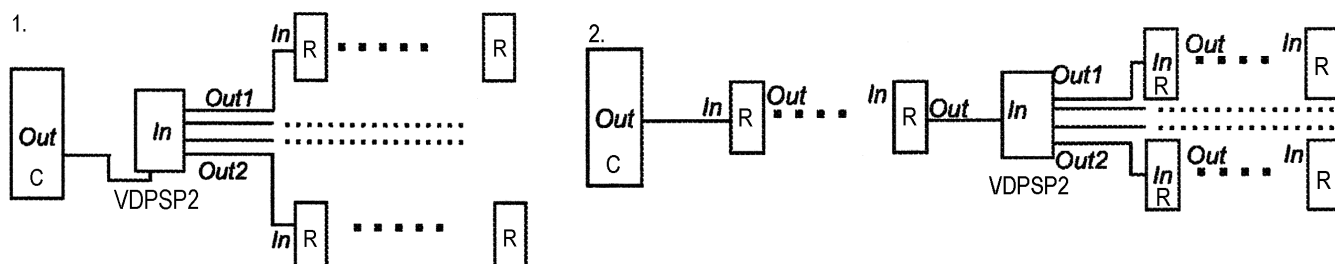 1.
In R R
Out C
In
VDPSP2
Out1
Out2
In R R
2.
Out C
In R Out
In R Out
In
VDPSP2
Out1
Out2
In R Out In R
In R Out In R